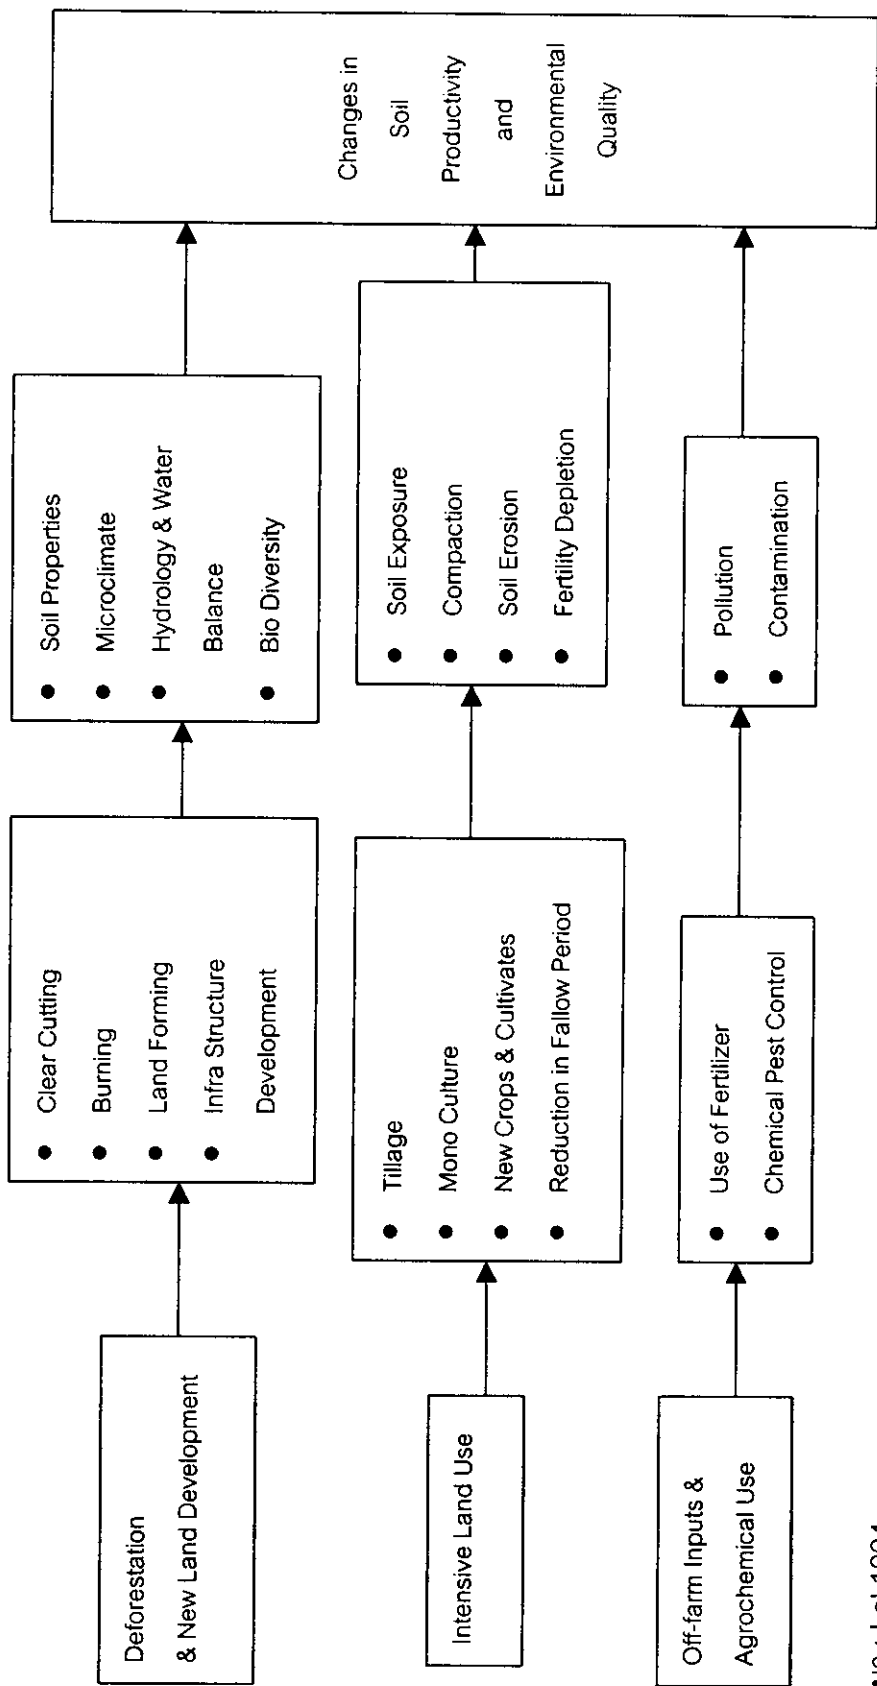 Deforestation
& New Land Development
● Clear Cutting
● Burning
● Land Forming
● Infra Structure
Development
● Soil Properties
● Microclimate
● Hydrology & Water
Balance
● Bio Diversity
Intensive Land Use
● Tillage
● Mono Culture
● New Crops & Cultivates
● Reduction in Fallow Period
● Soil Exposure
● Compaction
● Soil Erosion
● Fertility Depletion
Off-farm Inputs &
Agrochemical Use
● Use of Fertilizer
● Chemical Pest Control
● Pollution
● Contamination
Changes in
Soil
Productivity
and
Environmental
Quality